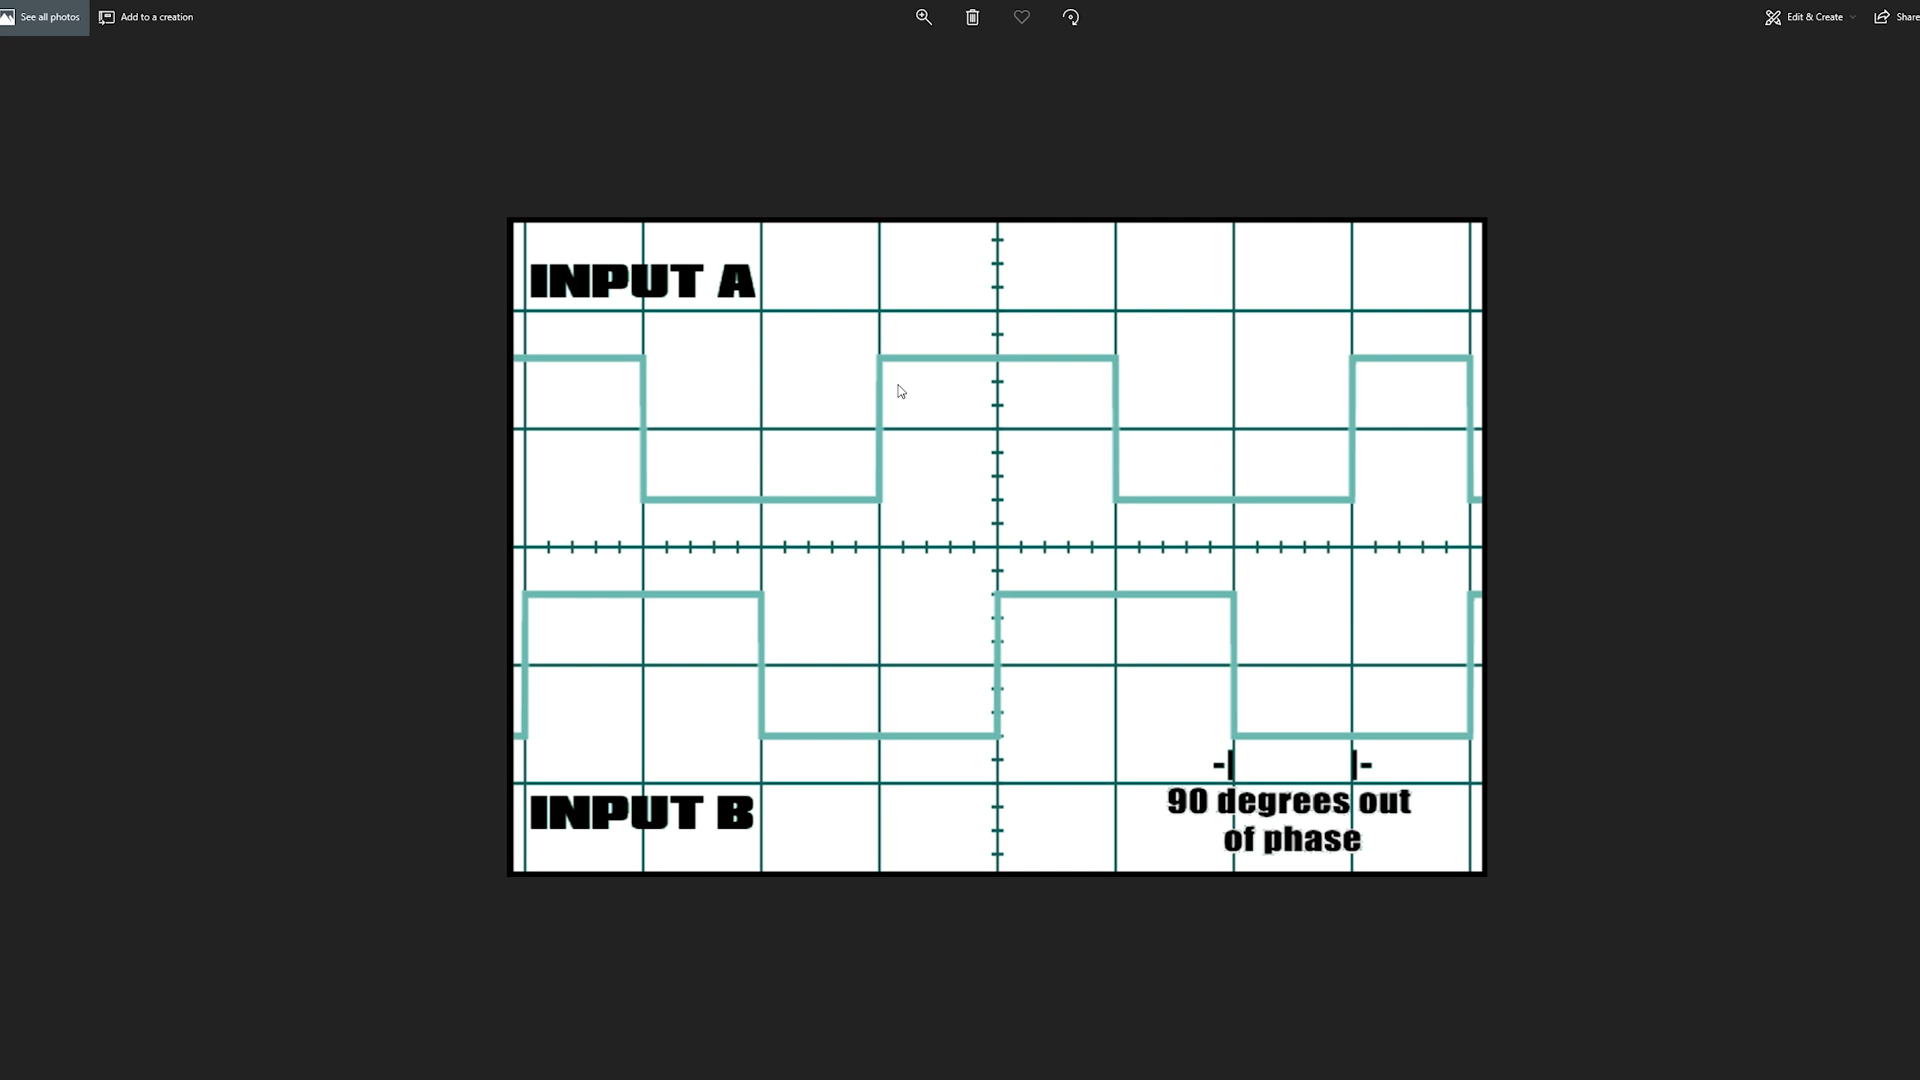 See all photos
Add to a creation
Edit & Create
Share
INPUT A
INPUT B
-| |-
90 degrees out
of phase